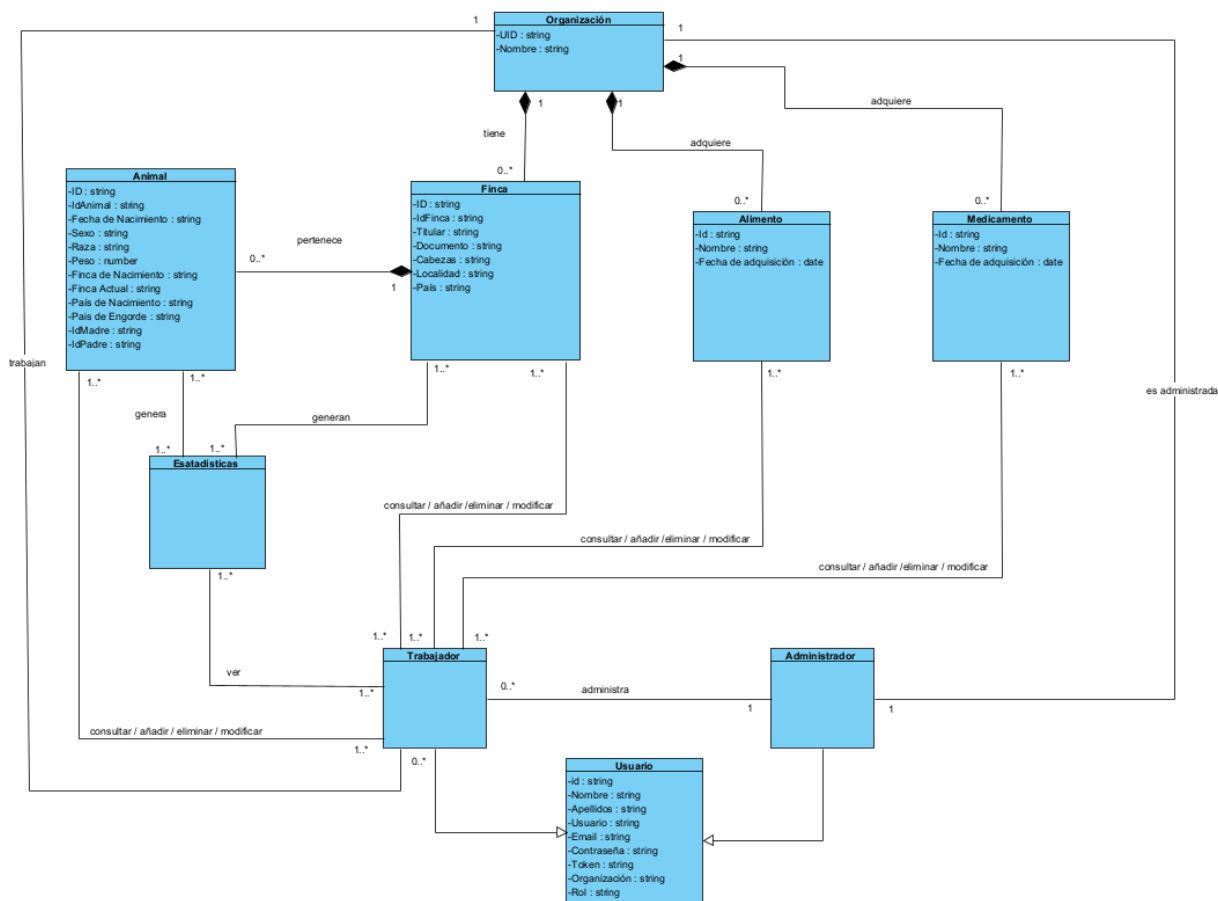 Organización
-UID : string
-Nombre : string
1
1
1
1
1
tiene
adquiere
adquiere
0..*
0..*
0..*
Animal
-ID : string
-IdAnimal : string
-Fecha de Nacimiento : string
-Sexo : string
-Raza : string
-Peso : number
-Finca de Nacimiento : string
-Finca Actual : string
-País de Nacimiento : string
-Pais de Engorde : string
-IdMadre : string
-IdPadre : string
pertenece
0..*
1
Finca
-ID : string
-IdFinca : string
-Titular : string
-Documento : string
-Cabezas : string
-Localidad : string
-País : string
Alimento
-Id : string
-Nombre : string
-Fecha de adquisición : date
Medicamento
-Id : string
-Nombre : string
-Fecha de adquisición : date
trabajan
es administrada
1..*
1..*
1..*
1..*
1..*
1..*
genera
generan
1..*
1..*
Esatadísticas
consultar / añadir /eliminar / modificar
consultar / añadir /eliminar / modificar
consultar / añadir /eliminar / modificar
1..*
1..*
1..*
1..*
Trabajador
Administrador
ver
1..*
0..*
administra
1
1
consultar / añadir / eliminar / modificar
1..*
0..*
Usuario
-id : string
-Nombre : string
-Apellidos : string
-Usuario : string
-Email : string
-Contraseña : string
-Token : string
-Organización : string
-Rol : string